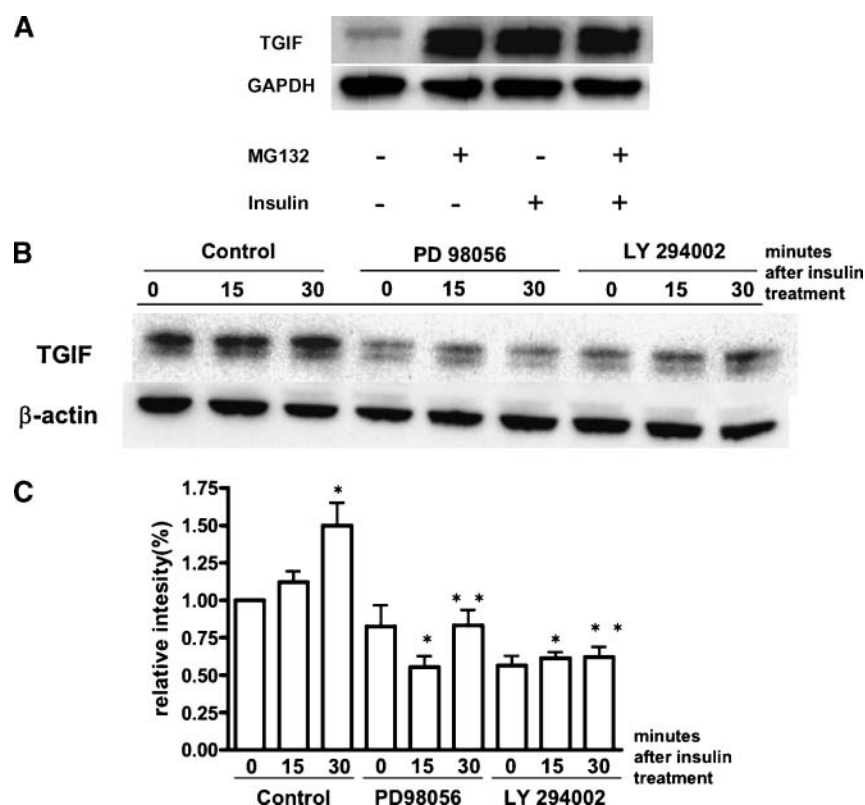 A
TGIF
GAPDH
MG132 - + - +
Insulin - - + +
B
Control PD 98056 LY 294002 minutes
after insulin
0 15 30 0 15 30 0 15 30 treatment
TGIF
β-actin
C
relative intesity(%)
1.75
1.50
1.25
1.00
0.75
0.50
0.25
0.00
* * * * * * *
0 15 30 0 15 30 0 15 30
Control PD98056 LY 294002
minutes
after insulin
treatment